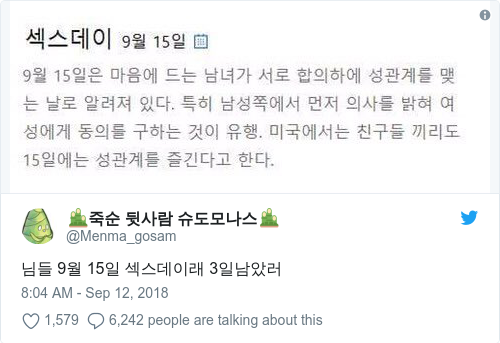 섹스데이 9월 15일
9월 15일은 마음에 드는 남녀가 서로 합의하에 성관계를 맺
는 날로 알려져 있다. 특히 남성쪽에서 먼저 의사를 밝혀 여
성에게 동의를 구하는 것이 유행. 미국에서는 친구들 끼리도
15일에는 성관계를 즐긴다고 한다.
🎍죽순 뒷사람 슈도모나스🎍
@Menma_gosam
님들 9월 15일 섹스데이래 3일남았러
8:04 AM - Sep 12, 2018
1,579 6,242 people are talking about this